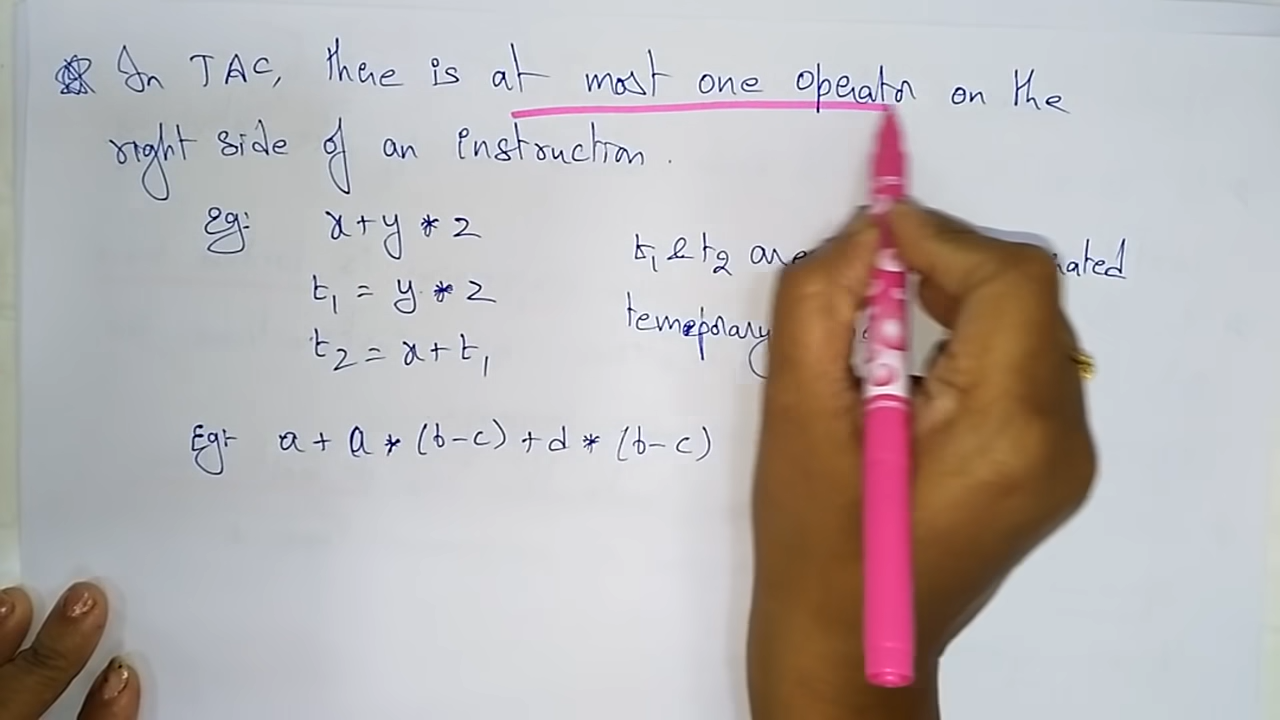 In TAC, there is at most one operator on the
right side of an instruction.
Eg: x+y * 2
t1 = y * 2
t2 = x+t1
t1 & t2 are
temporary
Eg:- a + a * (b-c) + d * (b-c)